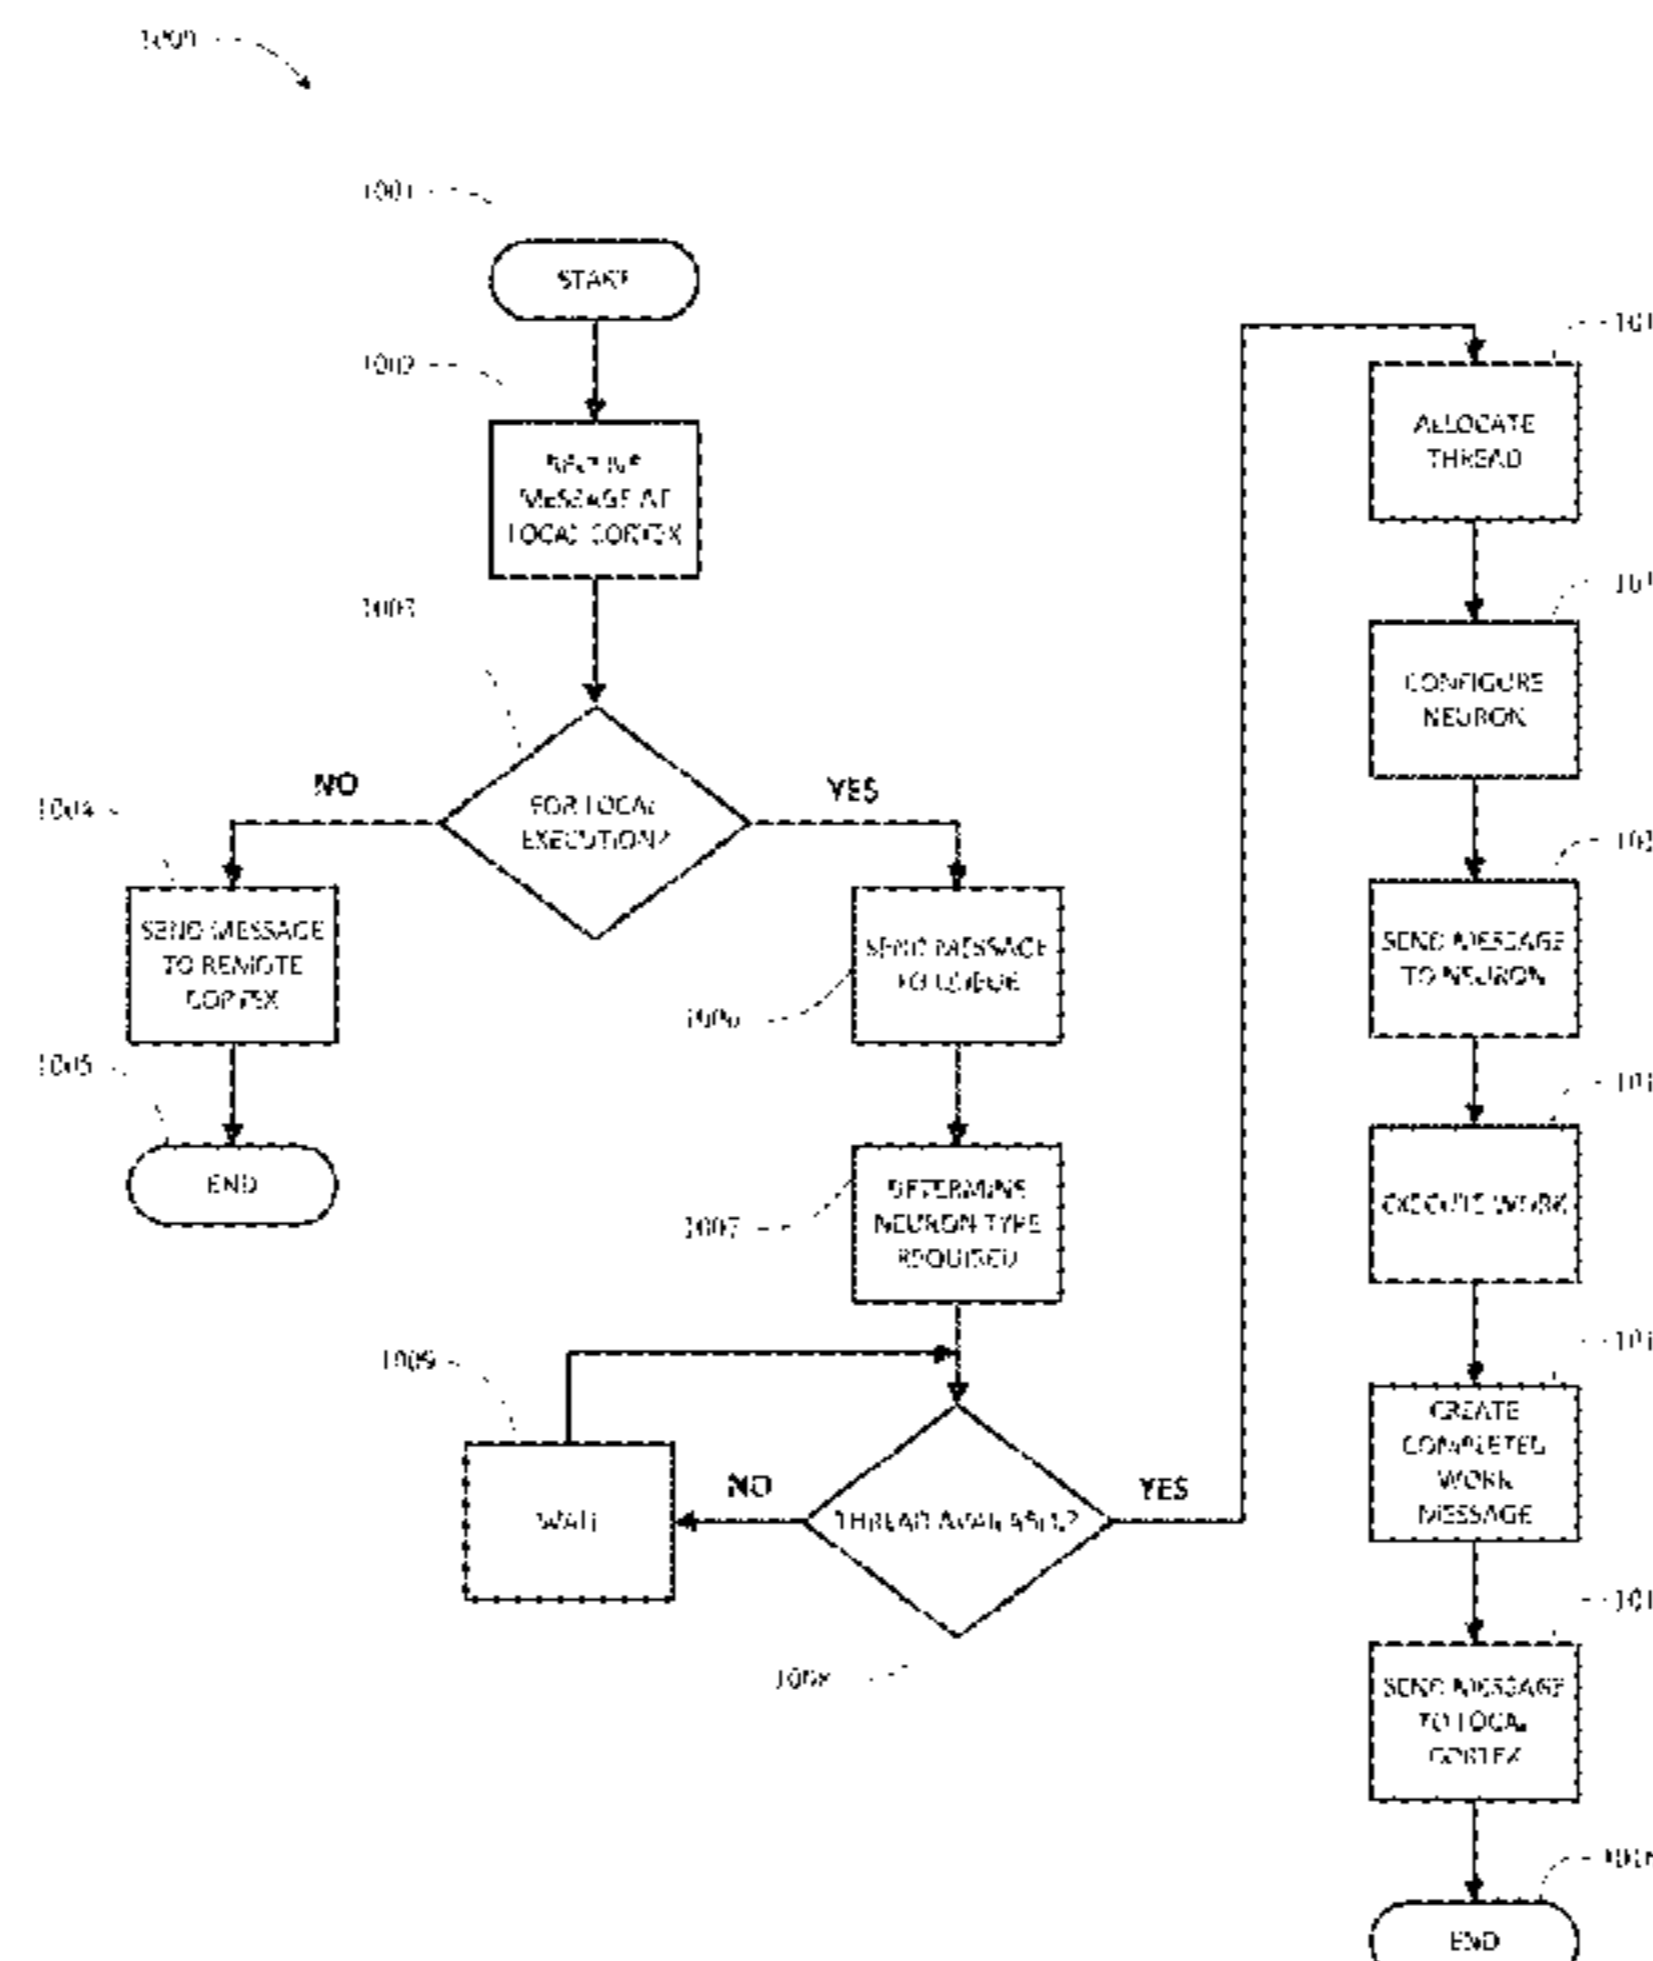 1000
1001
START
1002
RECEIVE
MESSAGE AT
LOCAL CORTEX
1003
FOR LOCAL
EXECUTION?
NO
YES
1004
SEND MESSAGE
TO REMOTE
CORTEX
1005
END
SEND MESSAGE
TO QUEUE
1006
DETERMINE
NEURON TYPE
REQUIRED
1007
1009
WAIT
NO
THREAD AVAILABLE?
YES
1008
101
ALLOCATE
THREAD
101
CONFIGURE
NEURON
SEND MESSAGE
TO NEURON
EXECUTE WORK
CREATE
COMPLETED
WORK
MESSAGE
101
SEND MESSAGE
TO LOCAL
CORTEX
END